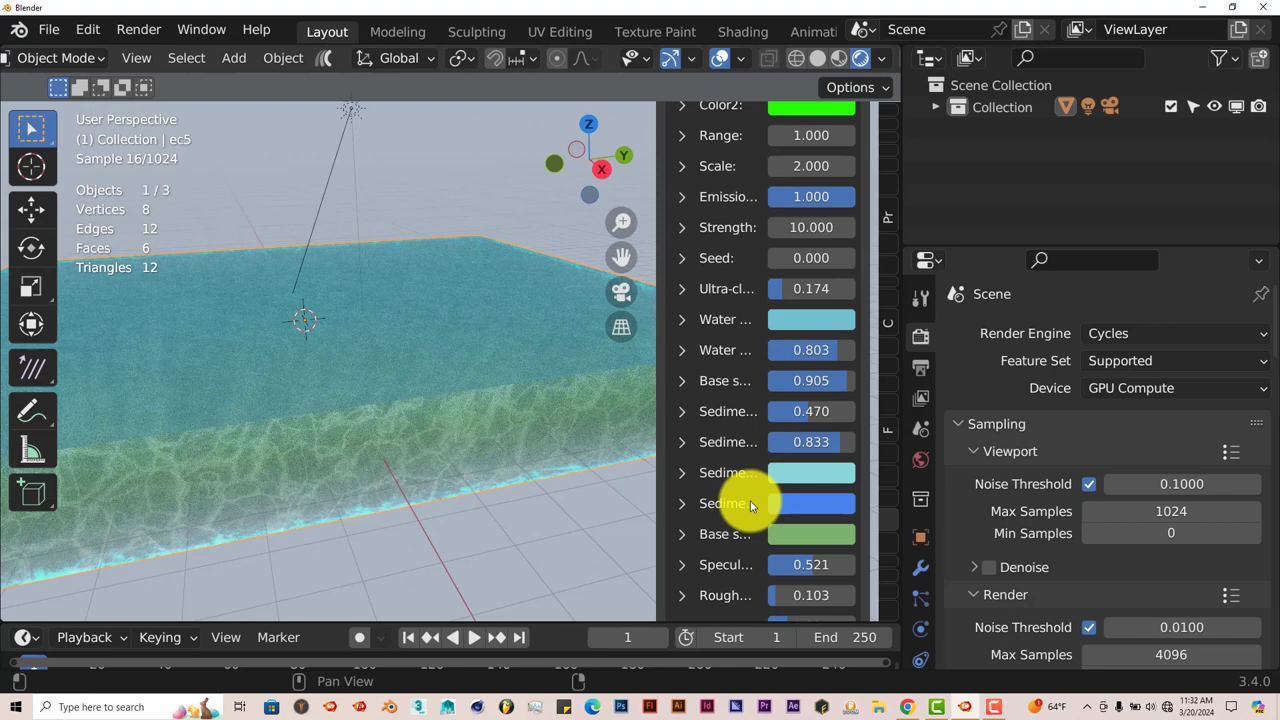 Blender
File Edit Render Window Help Layout Modeling Sculpting UV Editing Texture Paint Shading Animati Scene ViewLayer
Object Mode View Select Add Object Global
Options
User Perspective
(1) Collection | ec5
Sample 16/1024
Objects 1 / 3
Vertices 8
Edges 12
Faces 6
Triangles 12
Z
Y
X
Color2:
Range: 1.000
Scale: 2.000
Emissio... 1.000
Strength: 10.000
Seed: 0.000
Ultra-cl... 0.174
Water ...
Water ... 0.803
Base s... 0.905
Sedime... 0.470
Sedime... 0.833
Sedime...
Sedime...
Base s...
Specul... 0.521
Rough... 0.103
Pr
C
F
Scene Collection
Collection
Scene
Render Engine Cycles
Feature Set Supported
Device GPU Compute
Sampling
Viewport
Noise Threshold 0.1000
Max Samples 1024
Min Samples 0
Denoise
Render
Noise Threshold 0.0100
Max Samples 4096
Playback Keying View Marker 1 Start 1 End 250
Pan View
3.4.0
Type here to search
64°F
11:32 AM
3/20/2024